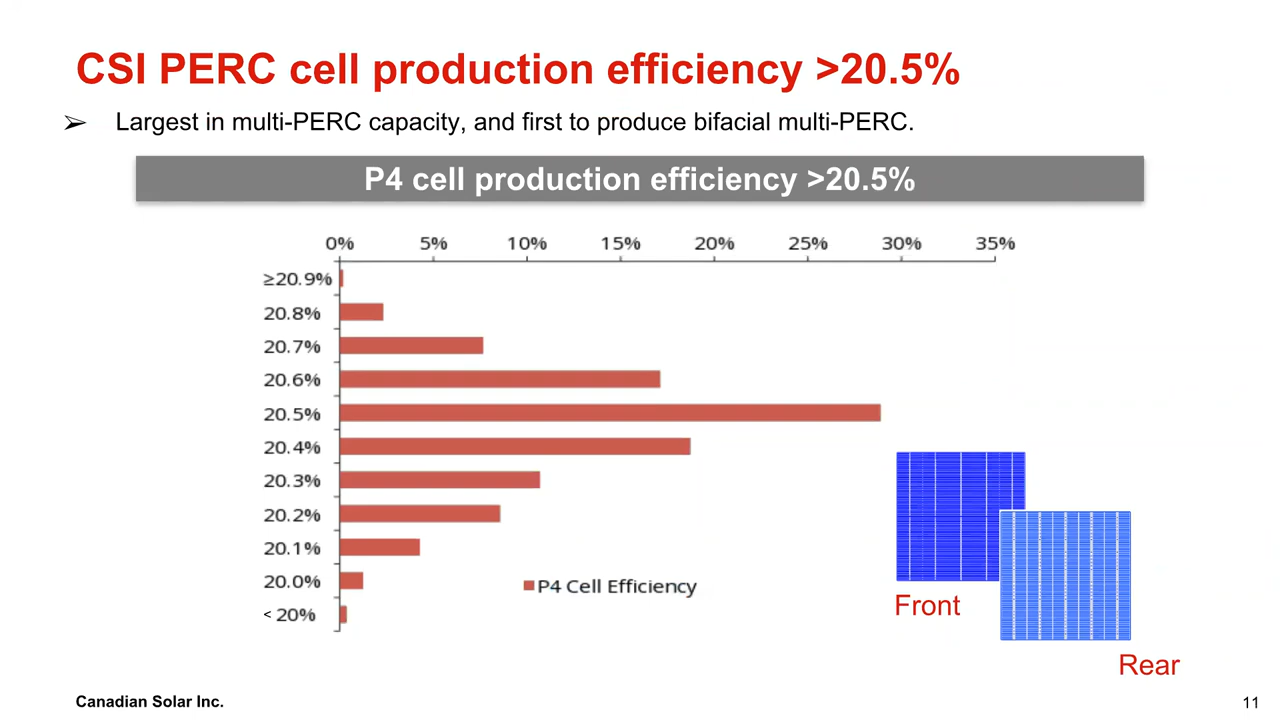 CSI PERC cell production efficiency >20.5%
➢ Largest in multi-PERC capacity, and first to produce bifacial multi-PERC.
P4 cell production efficiency >20.5%
0% 5% 10% 15% 20% 25% 30% 35%
≥20.9%
20.8%
20.7%
20.6%
20.5%
20.4%
20.3%
20.2%
20.1%
20.0%
< 20%
P4 Cell Efficiency
Front
Rear
Canadian Solar Inc.
11